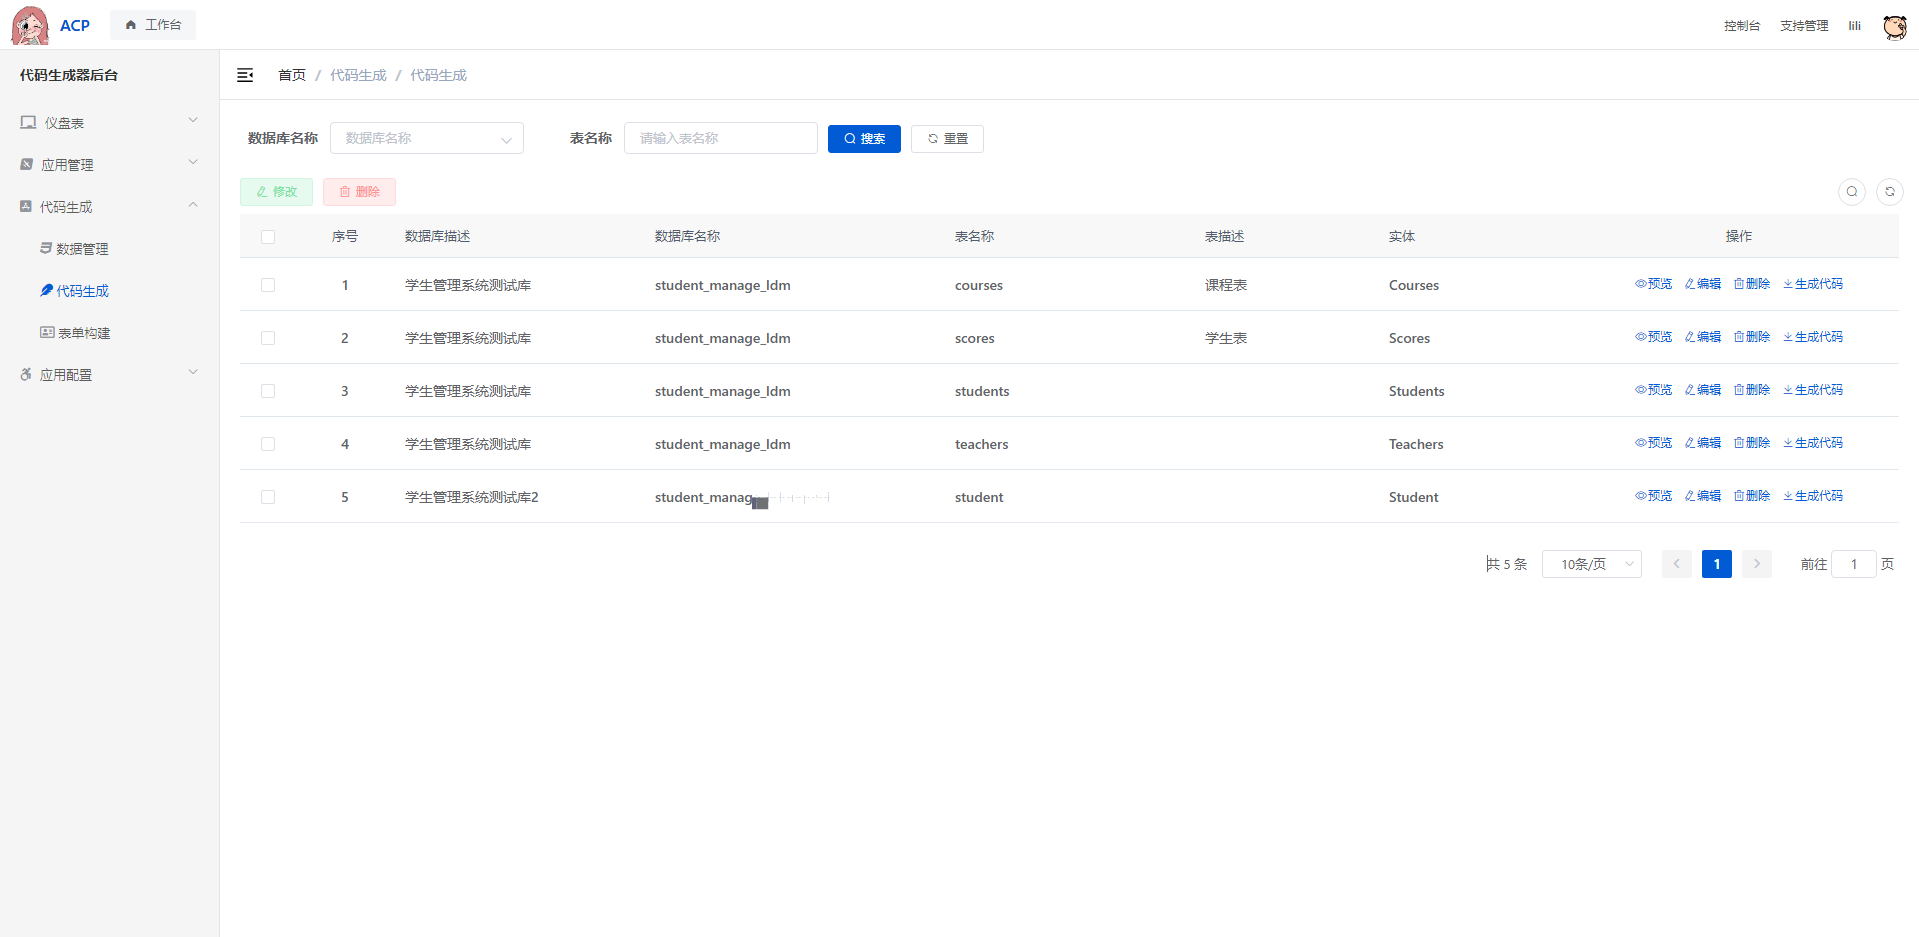 ACP 工作台 控制台 支持管理 lili
代码生成器后台
首页 / 代码生成 / 代码生成
仪盘表
应用管理
代码生成
数据管理
代码生成
表单构建
应用配置
数据库名称 数据库名称 表名称 请输入表名称 搜索 重置
修改 删除
序号 数据库描述 数据库名称 表名称 表描述 实体 操作
1 学生管理系统测试库 student_manage_ldm courses 课程表 Courses 预览 编辑 删除 生成代码
2 学生管理系统测试库 student_manage_ldm scores 学生表 Scores 预览 编辑 删除 生成代码
3 学生管理系统测试库 student_manage_ldm students Students 预览 编辑 删除 生成代码
4 学生管理系统测试库 student_manage_ldm teachers Teachers 预览 编辑 删除 生成代码
5 学生管理系统测试库2 student_manag student Student 预览 编辑 删除 生成代码
共 5 条 10条/页 1 前往 1 页